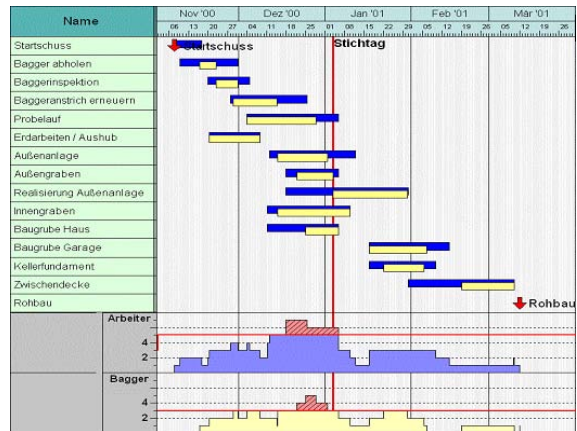 Name
Nov '00 Dez '00 Jan '01 Feb '01 Mär '01
06 13 20 27 04 11 18 25 01 08 15 22 29 05 12 19 26 05 12 19 26
Startschuss
Startschuss
Stichtag
Bagger abholen
Baggerinspektion
Baggeranstrich erneuern
Probelauf
Erdarbeiten / Aushub
Außenanlage
Außengraben
Realisierung Außenanlage
Innengraben
Baugrube Haus
Baugrube Garage
Kellerfundament
Zwischendecke
Rohbau
Rohbau
Arbeiter
4
2
Bagger
4
2